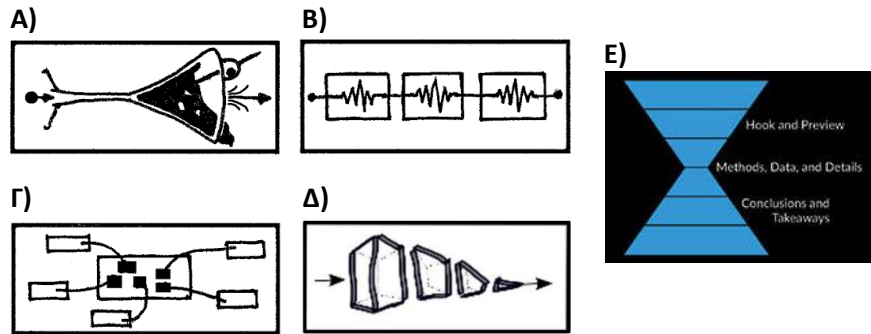 Α)
Β)
Ε)
Hook and Preview
Methods, Data, and Details
Conclusions and
Takeaways
Γ)
Δ)